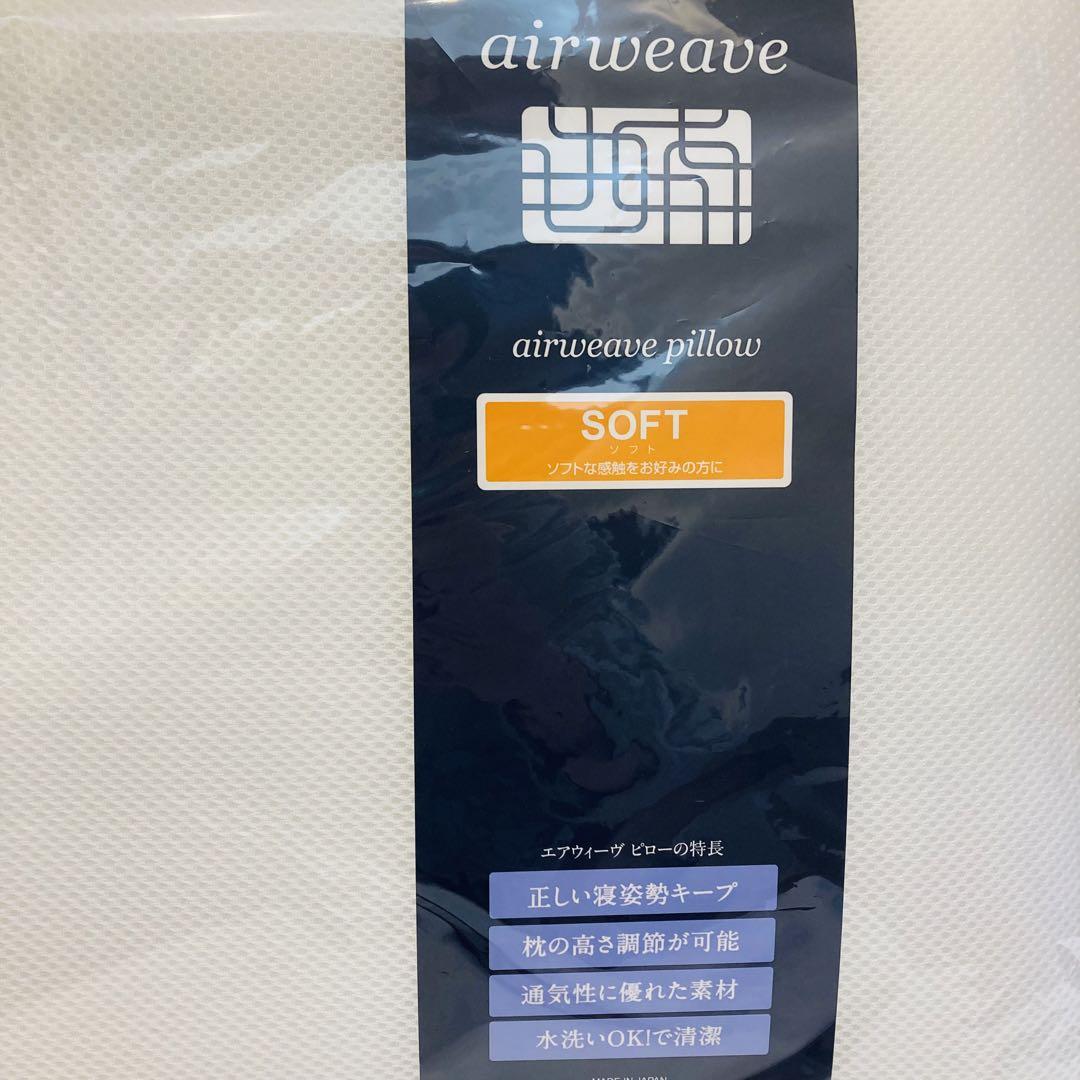 airweave
airweave pillow
SOFT
ソフト
ソフトな感触をお好みの方に
エアウィーヴ ピローの特長
正しい寝姿勢キープ
枕の高さ調節が可能
通気性に優れた素材
水洗いOK!で清潔
MADE IN JAPAN